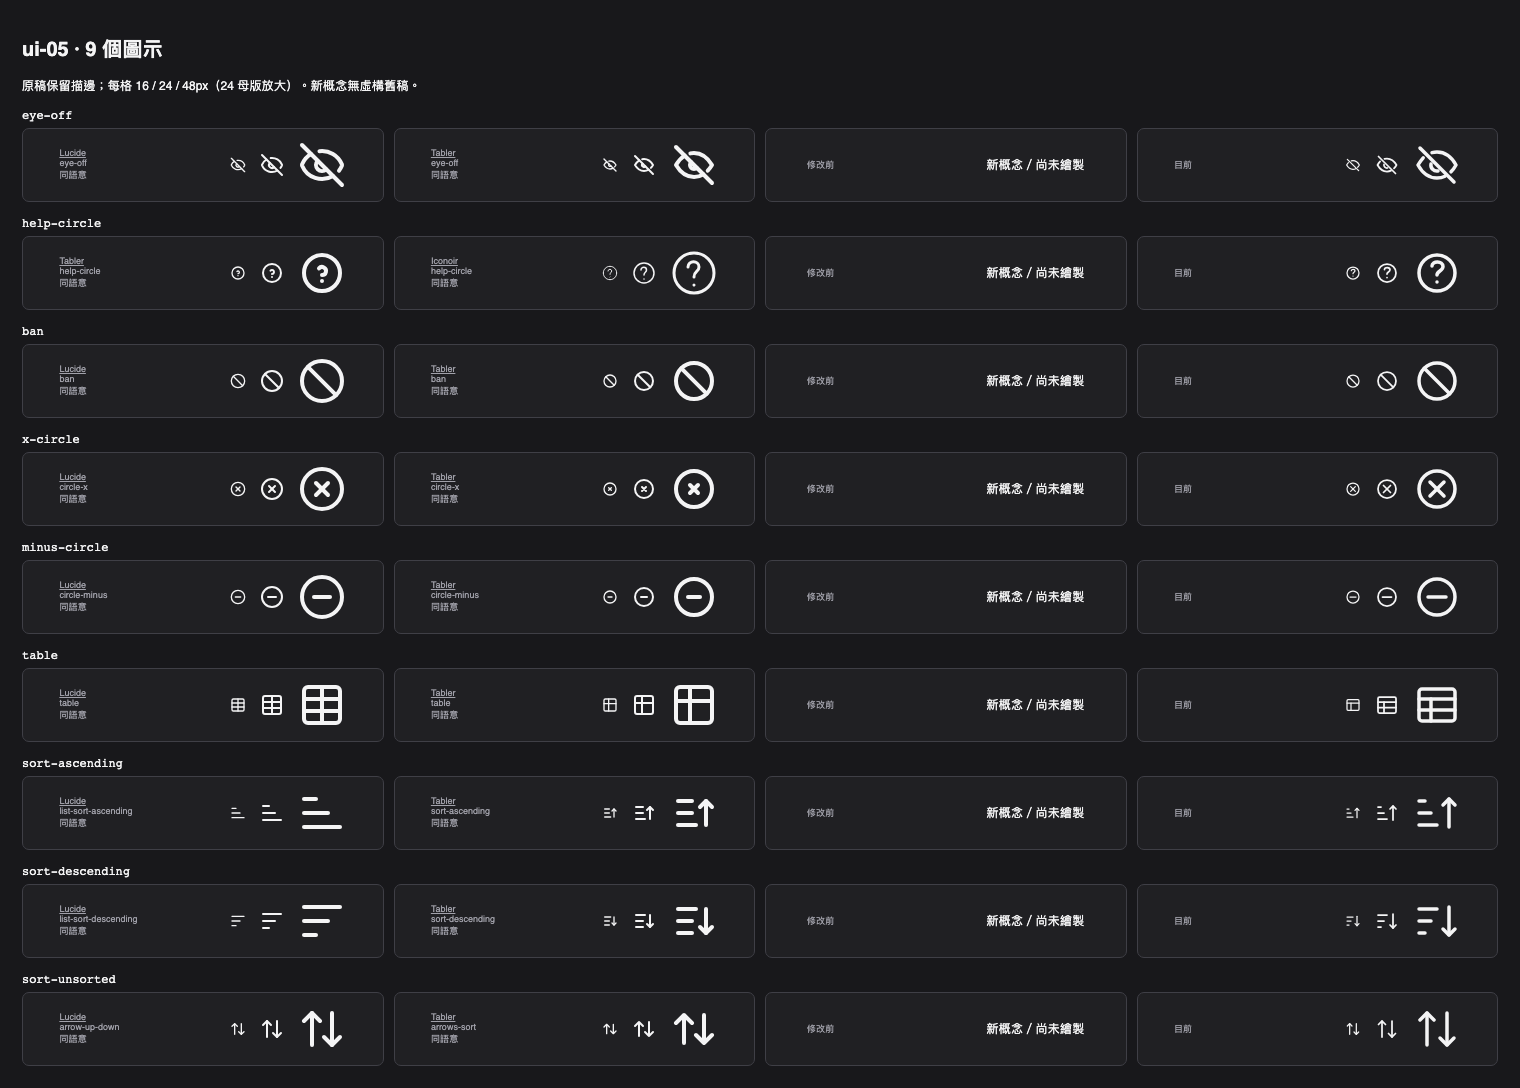 ui-05 · 9 個圖示
原稿保留描邊；每格 16 / 24 / 48px（24 母版放大）。新概念無虛構舊稿。
eye-off
Lucide
eye-off
同語意
Tabler
eye-off
同語意
修改前
新概念 / 尚未繪製
目前
help-circle
Tabler
help-circle
同語意
Iconoir
help-circle
同語意
修改前
新概念 / 尚未繪製
目前
ban
Lucide
ban
同語意
Tabler
ban
同語意
修改前
新概念 / 尚未繪製
目前
x-circle
Lucide
circle-x
同語意
Tabler
circle-x
同語意
修改前
新概念 / 尚未繪製
目前
minus-circle
Lucide
circle-minus
同語意
Tabler
circle-minus
同語意
修改前
新概念 / 尚未繪製
目前
table
Lucide
table
同語意
Tabler
table
同語意
修改前
新概念 / 尚未繪製
目前
sort-ascending
Lucide
list-sort-ascending
同語意
Tabler
sort-ascending
同語意
修改前
新概念 / 尚未繪製
目前
sort-descending
Lucide
list-sort-descending
同語意
Tabler
sort-descending
同語意
修改前
新概念 / 尚未繪製
目前
sort-unsorted
Lucide
arrow-up-down
同語意
Tabler
arrows-sort
同語意
修改前
新概念 / 尚未繪製
目前